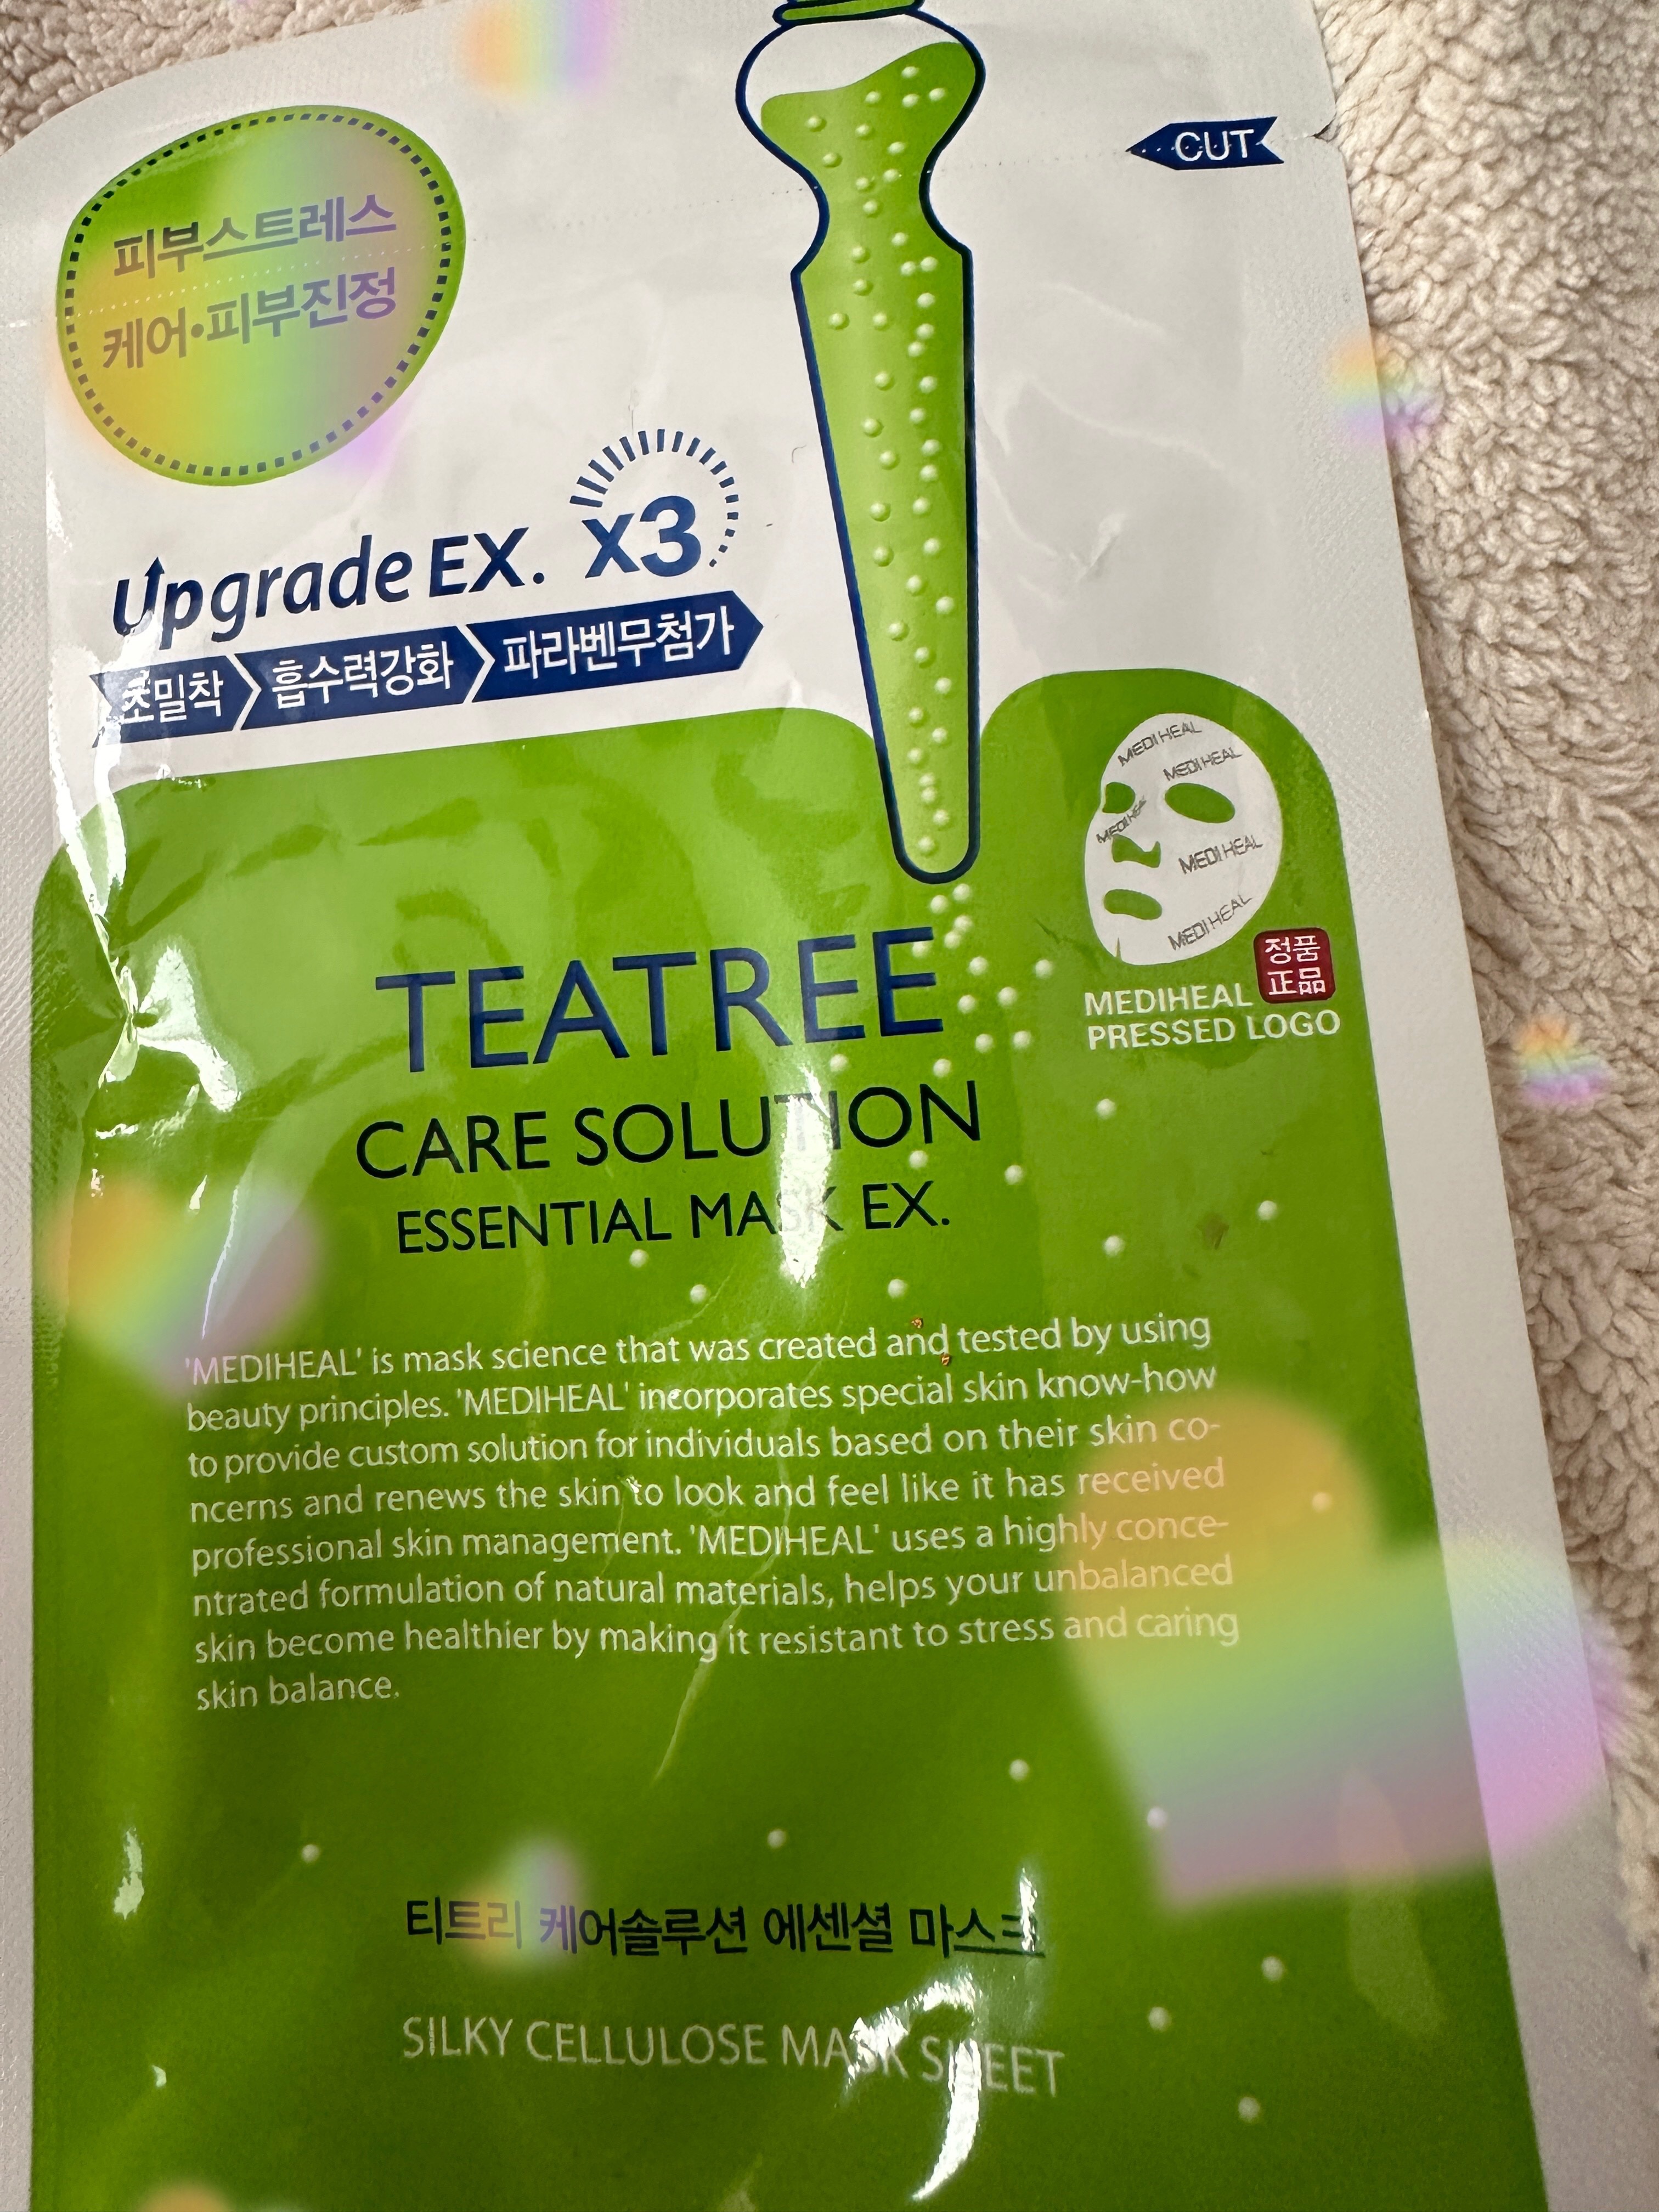 CUT
피부스트레스
케어•피부진정
Upgrade EX. x3
초밀착 흡수력강화 파라벤무첨가
MEDIHEAL
MEDIHEAL
MEDIHEAL
MEDIHEAL
MEDIHEAL
정품
正品
MEDIHEAL
PRESSED LOGO
TEATREE
CARE SOLUTION
ESSENTIAL MASK EX.
'MEDIHEAL' is mask science that was created and tested by using
beauty principles. 'MEDIHEAL' incorporates special skin know-how
to provide custom solution for individuals based on their skin co-
ncerns and renews the skin to look and feel like it has received
professional skin management. 'MEDIHEAL' uses a highly conce-
ntrated formulation of natural materials, helps your unbalanced
skin become healthier by making it resistant to stress and caring
skin balance.
티트리 케어솔루션 에센셜 마스크
SILKY CELLULOSE MASK SHEET